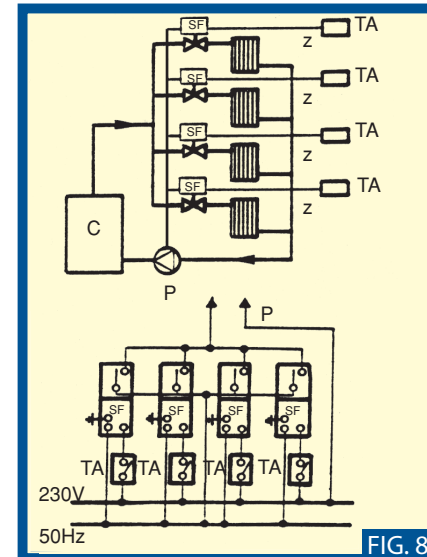 SF TA
z
SF TA
z
SF TA
z
SF TA
z
C
P
P
SF SF SF SF
TA TA TA TA
230V
50Hz
FIG. 8